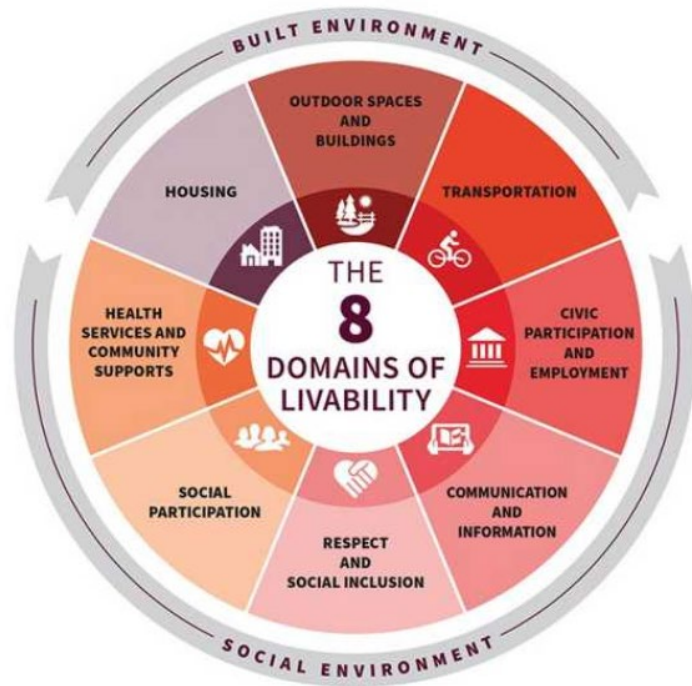 BUILT ENVIRONMENT
OUTDOOR SPACES
AND
BUILDINGS
TRANSPORTATION
CIVIC
PARTICIPATION
AND
EMPLOYMENT
COMMUNICATION
AND
INFORMATION
RESPECT
AND
SOCIAL INCLUSION
SOCIAL
PARTICIPATION
HEALTH
SERVICES AND
COMMUNITY
SUPPORTS
HOUSING
THE
8
DOMAINS OF
LIVABILITY
SOCIAL ENVIRONMENT